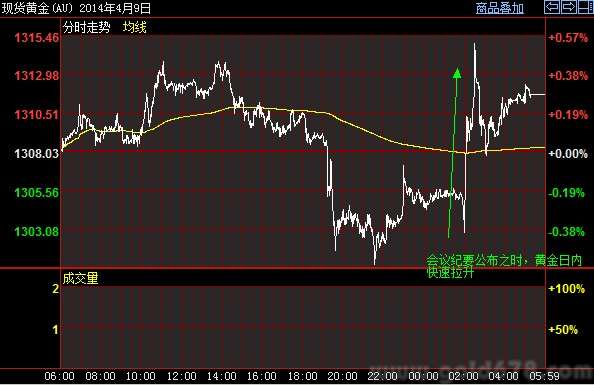 现货黄金(AU) 2014年4月9日 商品叠加
分时走势 均线
1315.46 +0.57%
1312.98 +0.38%
1310.51 +0.19%
1308.03 +0.00%
1305.56 -0.19%
1303.08 -0.38%
会议纪要公布之时，黄金日内
快速拉升
成交量
2 +100%
1 +50%
06:00 08:00 10:00 12:00 14:00 16:00 18:00 20:00 22:00 00:00 02:00 04:00 05:59
www.gold678.com